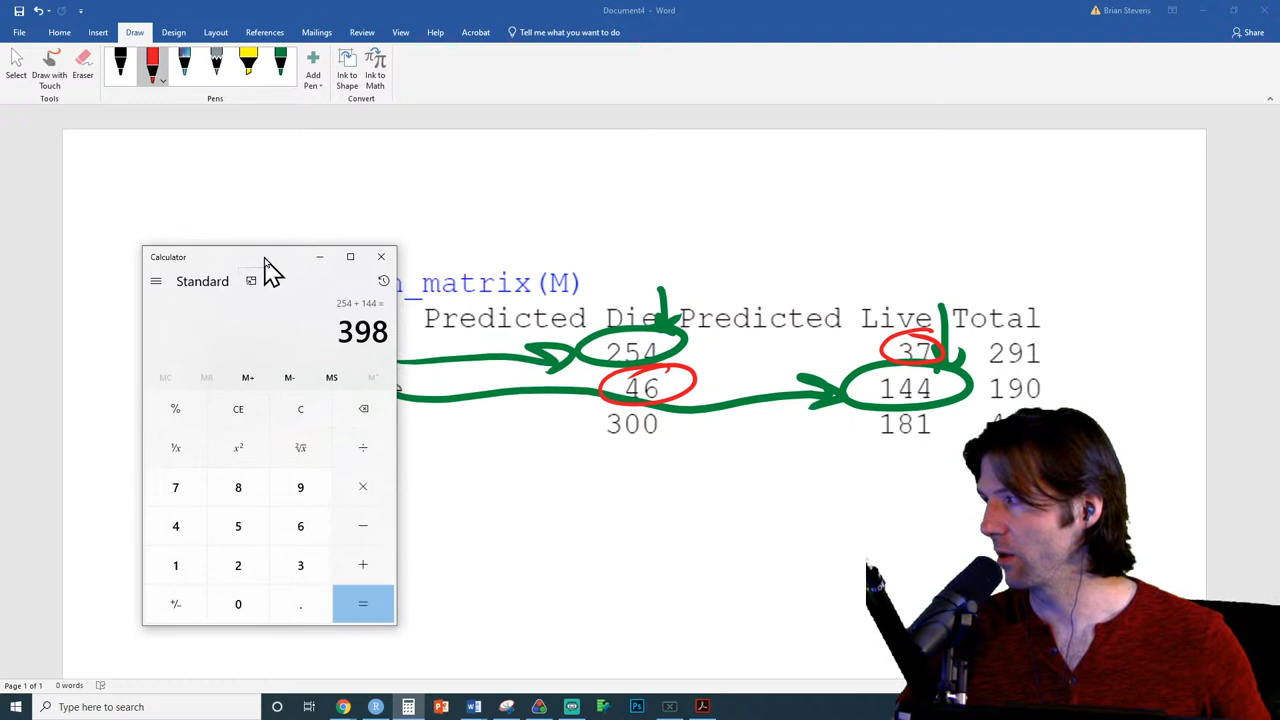 Document4 - Word
Brian Stevens
File Home Insert Draw Design Layout References Mailings Review View Help Acrobat Tell me what you want to do Share
Select Draw with Touch Eraser Add Pen Ink to Shape Ink to Math
Tools Pens Convert
Calculator
Standard
254 + 144 =
398
MC MR M+ M- MS M˅
% CE C
¹/x x² ²√x ÷
7 8 9 ×
4 5 6 −
1 2 3 +
+/− 0 . =
_matrix(M)
Predicted Die Predicted Live Total
254 37 291
46 144 190
300 181
Page 1 of 1 0 words
Type here to search